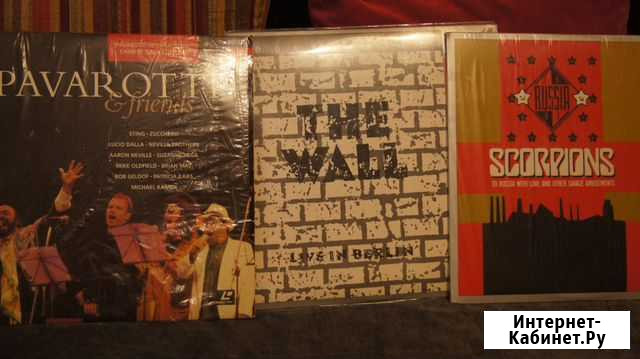 PAVAROTTI
& friends
STING - ZUCCHERO
LUCIO DALLA - NEVILLE BROTHERS
AARON NEVILLE - SUZANNE VEGA
MIKE OLDFIELD - BRIAN MAY
BOB GELDOF - PATRICIA KAAS
MICHAEL KAMEN
THE
WALL
LIVE IN BERLIN
RUSSIA
SCORPIONS
TO RUSSIA WITH LOVE AND OTHER SAVAGE AMUSEMENTS
Интернет-
Кабинет.Ру